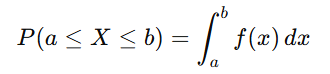 P(a ≤ X ≤ b) = ∫_a^b f(x) dx